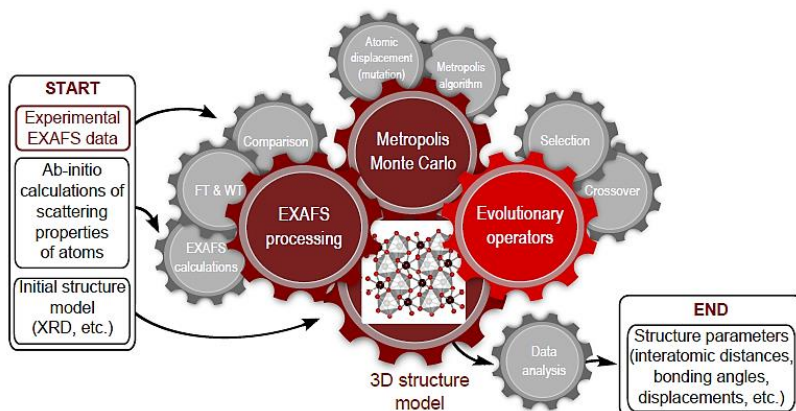 START
Experimental
EXAFS data
Ab-initio
calculations of
scattering
properties
of atoms
Initial structure
model
(XRD, etc.)
Comparison
FT & WT
EXAFS
calculations
EXAFS
processing
Atomic
displacement
(mutation)
Metropolis
algorithm
Metropolis
Monte Carlo
Selection
Crossover
Evolutionary
operators
3D structure
model
Data
analysis
END
Structure parameters
(interatomic distances,
bonding angles,
displacements, etc.)